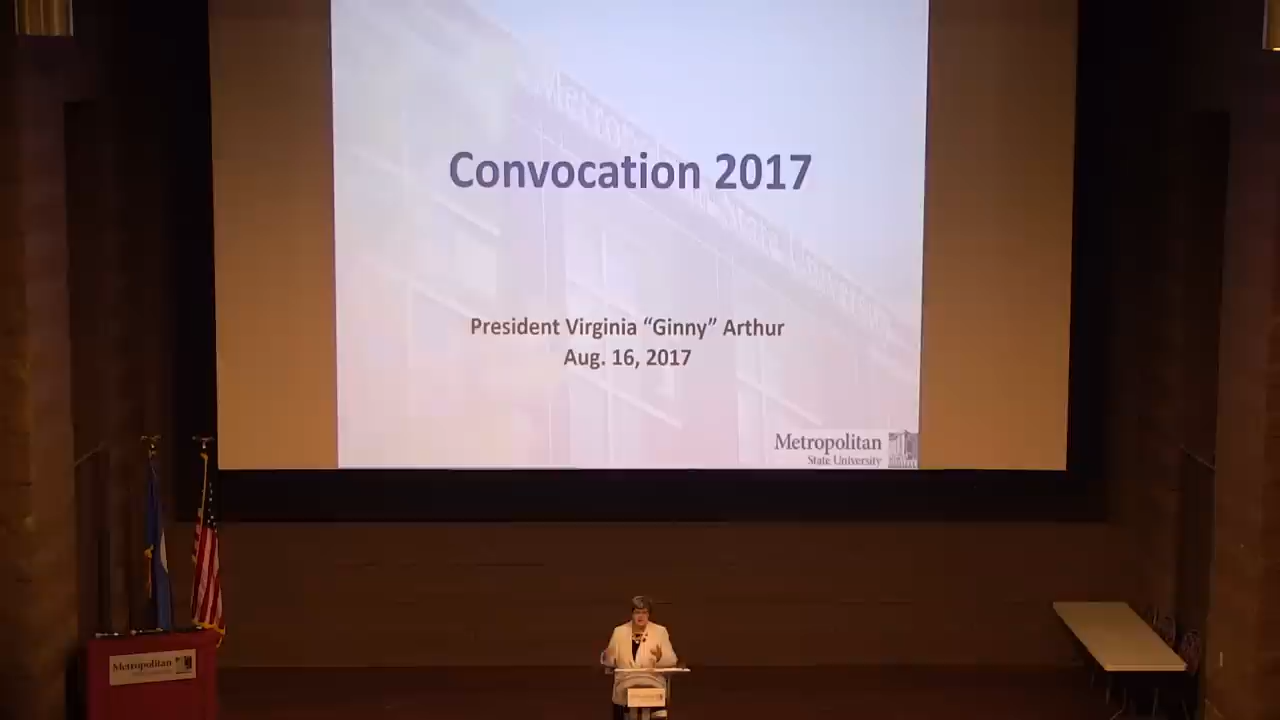 Convocation 2017
President Virginia “Ginny” Arthur
Aug. 16, 2017
Metropolitan
State University
Metropolitan